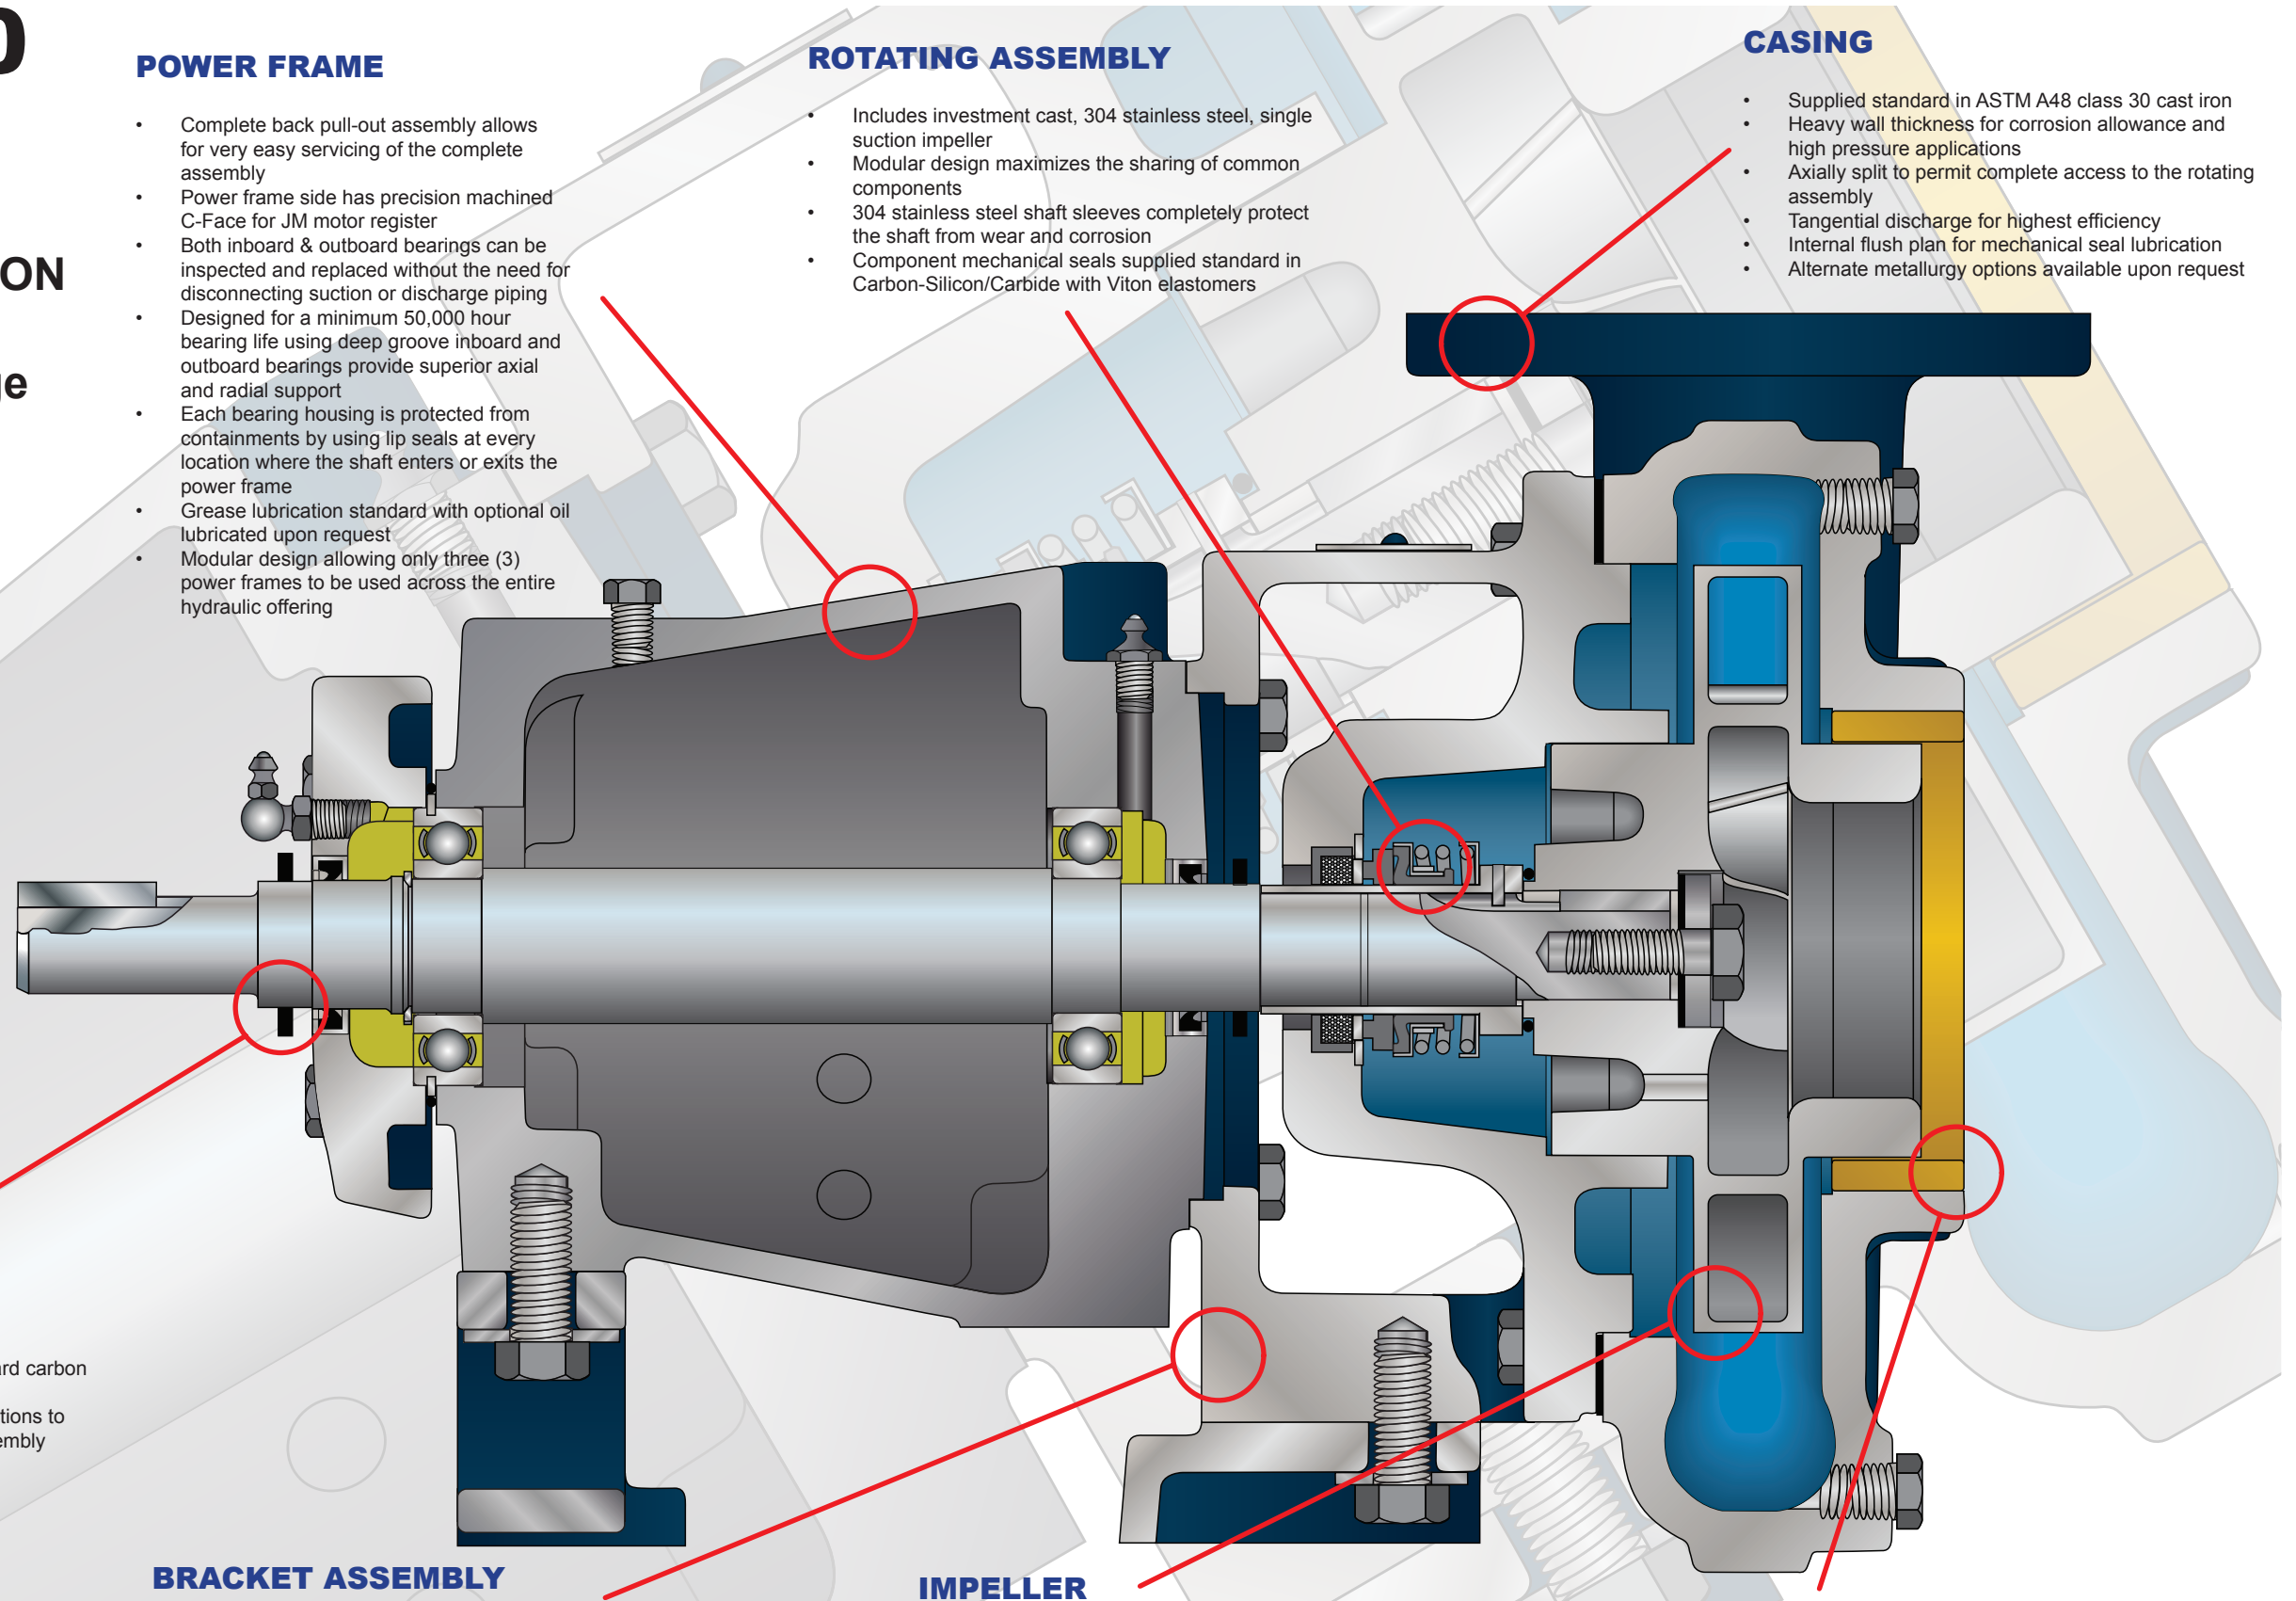 ON
POWER FRAME
• Complete back pull-out assembly allows
for very easy servicing of the complete
assembly
• Power frame side has precision machined
C-Face for JM motor register
• Both inboard & outboard bearings can be
inspected and replaced without the need for
disconnecting suction or discharge piping
• Designed for a minimum 50,000 hour
bearing life using deep groove inboard and
outboard bearings provide superior axial
and radial support
• Each bearing housing is protected from
containments by using lip seals at every
location where the shaft enters or exits the
power frame
• Grease lubrication standard with optional oil
lubricated upon request
• Modular design allowing only three (3)
power frames to be used across the entire
hydraulic offering
ROTATING ASSEMBLY
• Includes investment cast, 304 stainless steel, single
suction impeller
• Modular design maximizes the sharing of common
components
• 304 stainless steel shaft sleeves completely protect
the shaft from wear and corrosion
• Component mechanical seals supplied standard in
Carbon-Silicon/Carbide with Viton elastomers
CASING
• Supplied standard in ASTM A48 class 30 cast iron
• Heavy wall thickness for corrosion allowance and
high pressure applications
• Axially split to permit complete access to the rotating
assembly
• Tangential discharge for highest efficiency
• Internal flush plan for mechanical seal lubrication
• Alternate metallurgy options available upon request
ard carbon
tions to
embly
BRACKET ASSEMBLY
IMPELLER